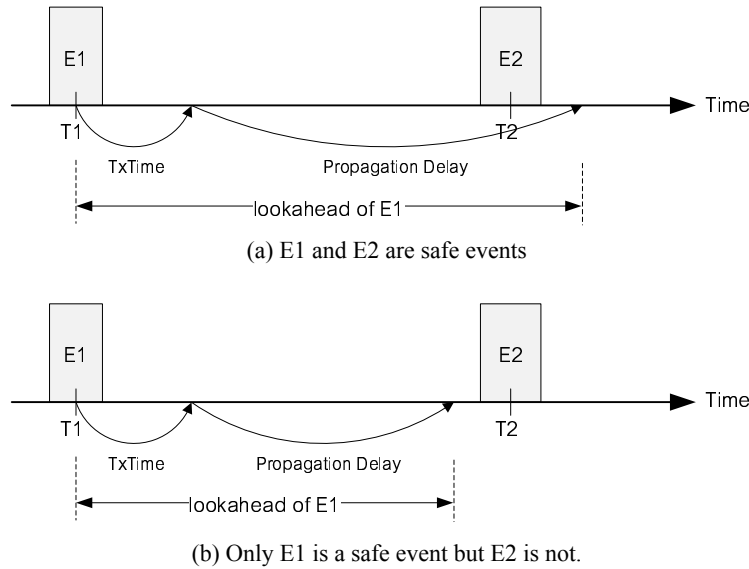 E1
E2
Time
T1
T2
TxTime
Propagation Delay
lookahead of E1
(a) E1 and E2 are safe events
E1
E2
Time
T1
T2
TxTime
Propagation Delay
lookahead of E1
(b) Only E1 is a safe event but E2 is not.